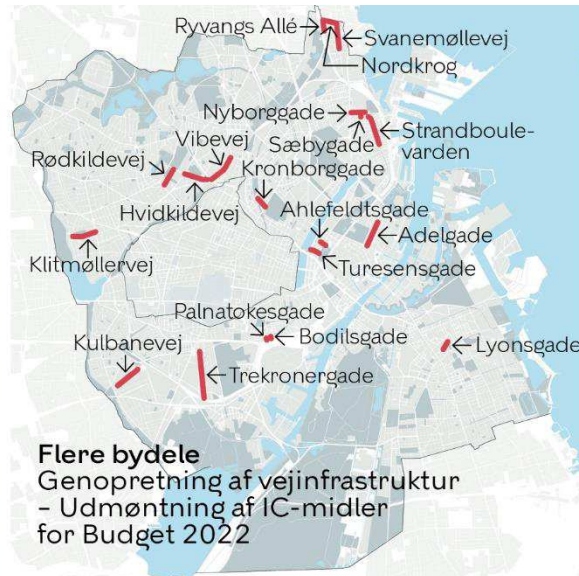 Ryvangs Allé
Svanemøllevej
Nordkrog
Nyborggade
Sæbygade
Strandboule-
varden
Vibevej
Rødkildevej
Kronborggade
Hvidkildevej
Ahlefeldtsgade
Adelgade
Klitmøllervej
Turesensgade
Palnatokesgade
Bodilsgade
Kulbanevej
Lyonsgade
Trekronergade
Flere bydele
Genopretning af vejinfrastruktur
– Udmøntning af IC-midler
for Budget 2022